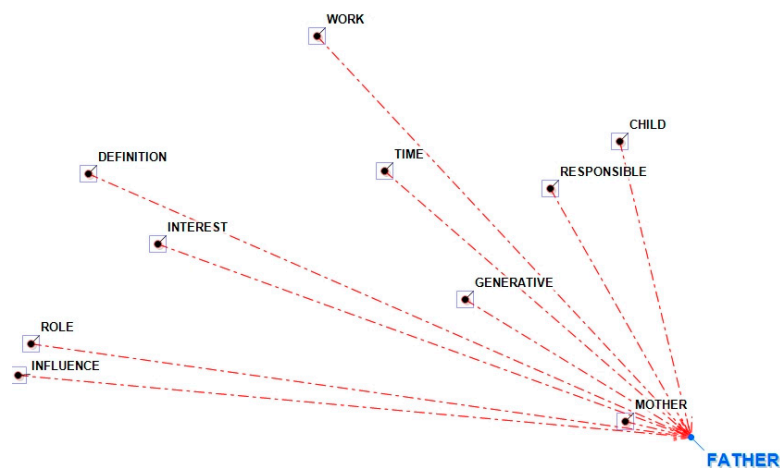 WORK
CHILD
DEFINITION
TIME
RESPONSIBLE
INTEREST
GENERATIVE
ROLE
INFLUENCE
MOTHER
FATHER